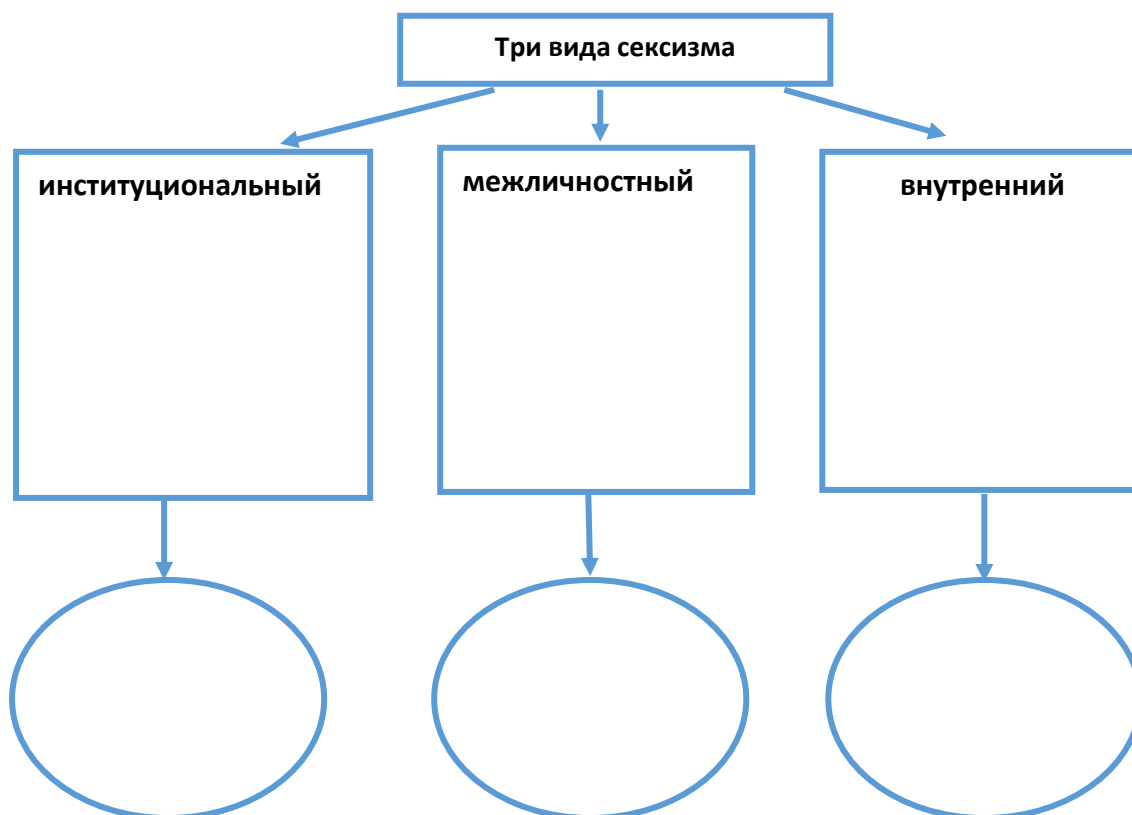 Три вида сексизма
институциональный
межличностный
внутренний